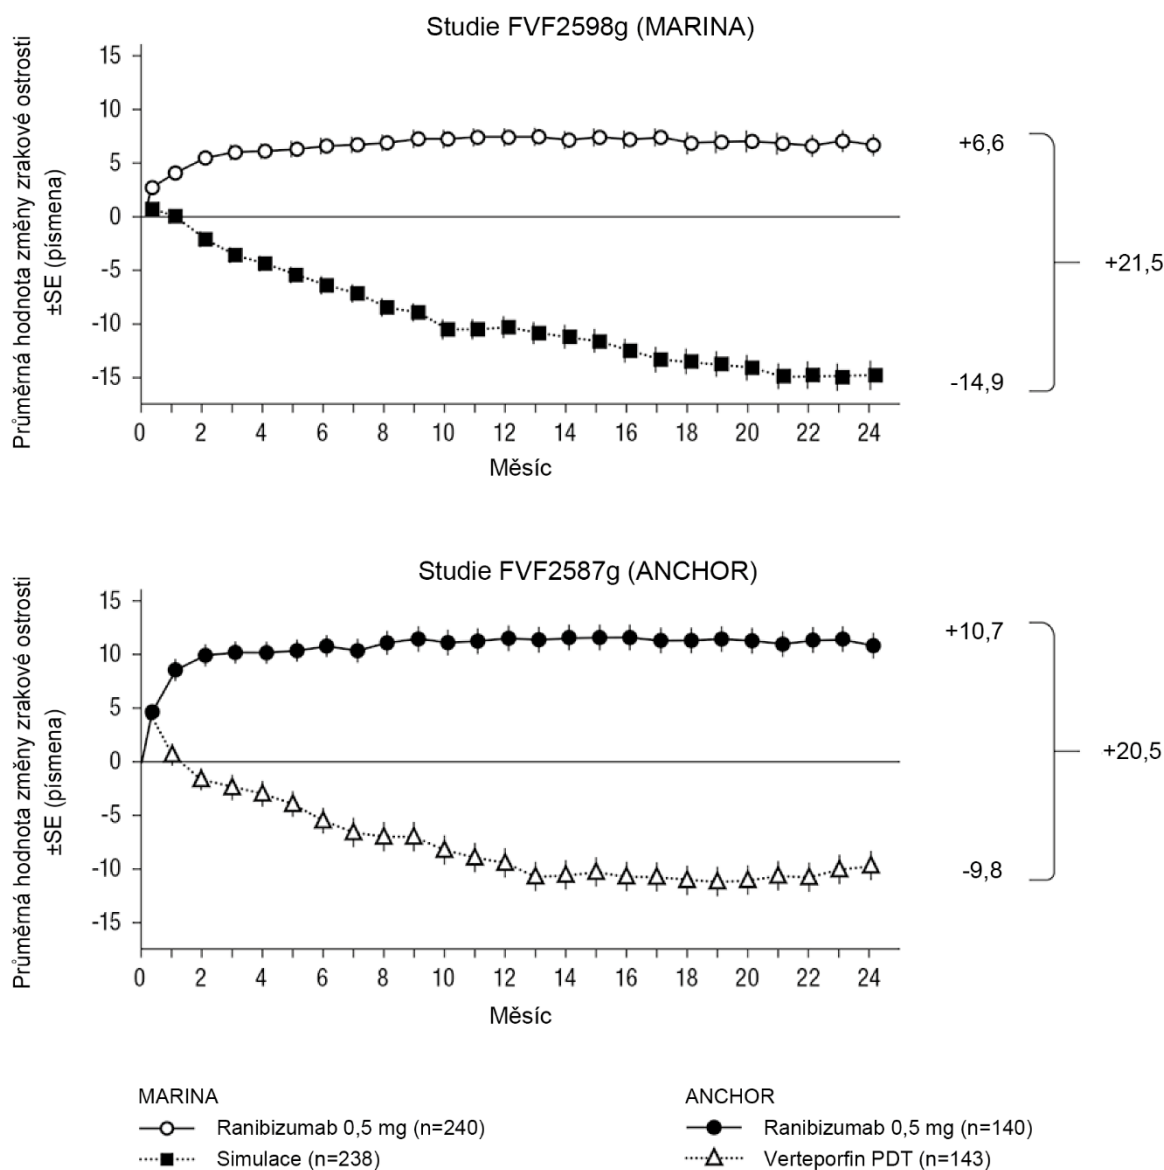 Studie FVF2598g (MARINA)
Průměrná hodnota změny zrakové ostrosti
±SE (písmena)
15
10
5
0
-5
-10
-15
0 2 4 6 8 10 12 14 16 18 20 22 24
Měsíc
+6,6
+21,5
-14,9
Studie FVF2587g (ANCHOR)
Průměrná hodnota změny zrakové ostrosti
±SE (písmena)
15
10
5
0
-5
-10
-15
0 2 4 6 8 10 12 14 16 18 20 22 24
Měsíc
+10,7
+20,5
-9,8
MARINA
Ranibizumab 0,5 mg (n=240)
Simulace (n=238)
ANCHOR
Ranibizumab 0,5 mg (n=140)
Verteporfin PDT (n=143)